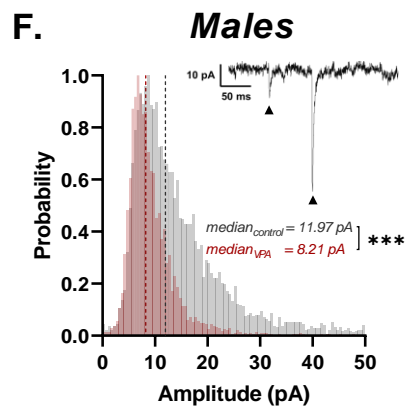 F.
Males
10 pA
50 ms
Probability
1.0
0.8
0.6
0.4
0.2
0.0
median_control = 11.97 pA
median_VPA = 8.21 pA
***
0 10 20 30 40 50
Amplitude (pA)